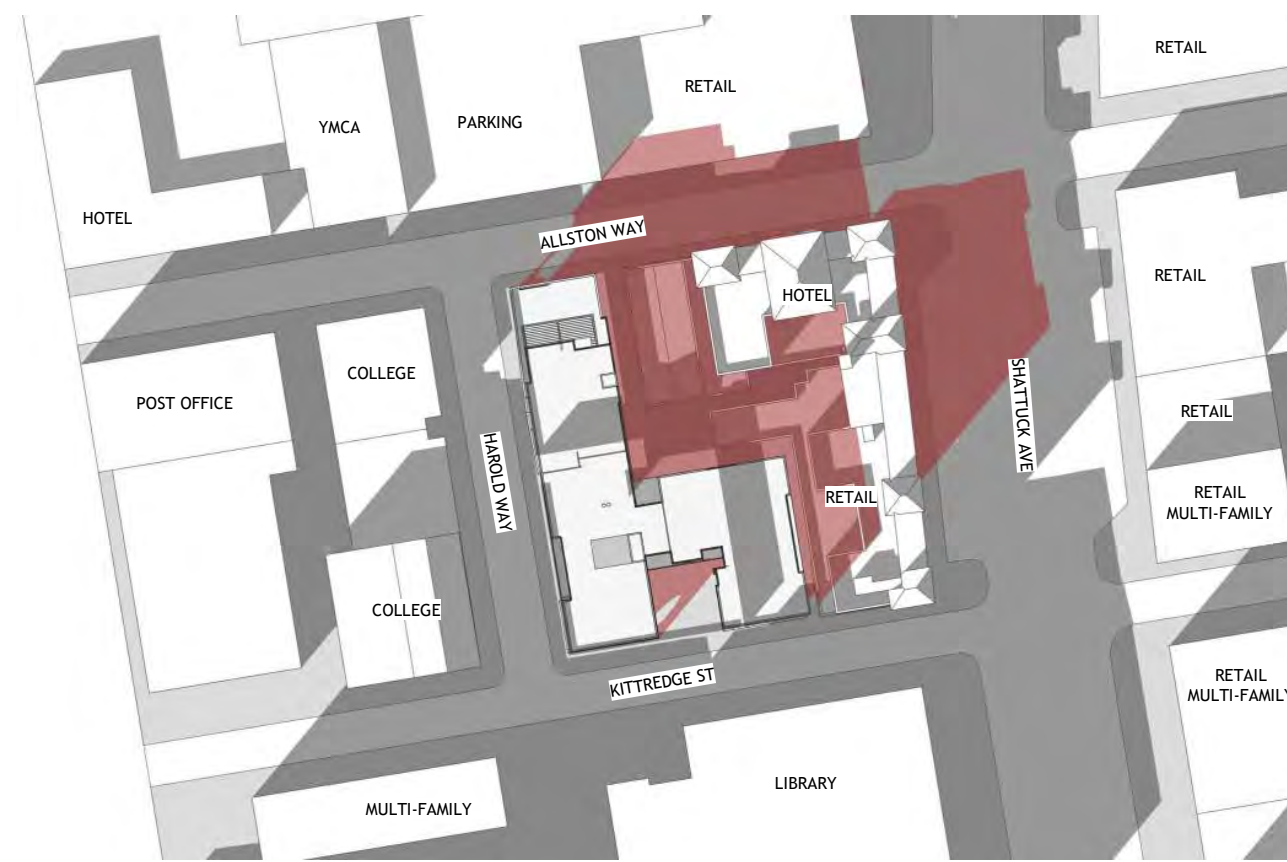 RETAIL
RETAIL
YMCA
PARKING
HOTEL
ALLSTON WAY
HOTEL
RETAIL
COLLEGE
POST OFFICE
SHATTUCK AVE
RETAIL
HAROLD WAY
RETAIL
RETAIL
MULTI-FAMILY
COLLEGE
KITTREDGE ST
RETAIL
MULTI-FAMILY
LIBRARY
MULTI-FAMILY